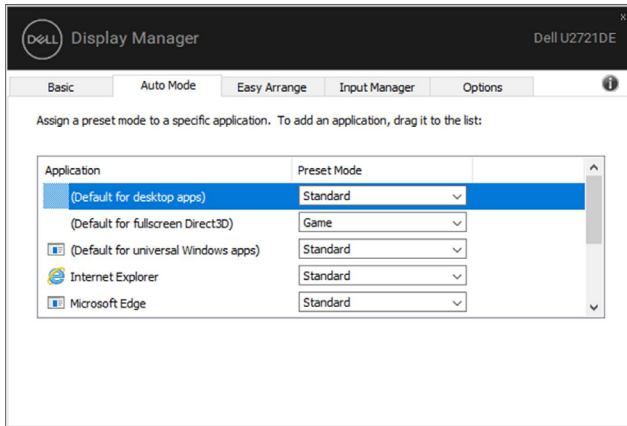 DELL Display Manager Dell U2721DE x
Basic Auto Mode Easy Arrange Input Manager Options i
Assign a preset mode to a specific application. To add an application, drag it to the list:
Application Preset Mode
(Default for desktop apps) Standard
(Default for fullscreen Direct3D) Game
(Default for universal Windows apps) Standard
Internet Explorer Standard
Microsoft Edge Standard